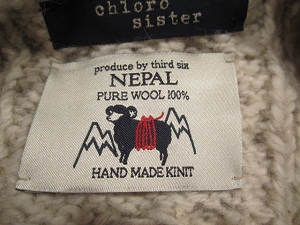 chloro
sister
produce by third six
NEPAL
PURE WOOL 100%
HAND MADE KINIT